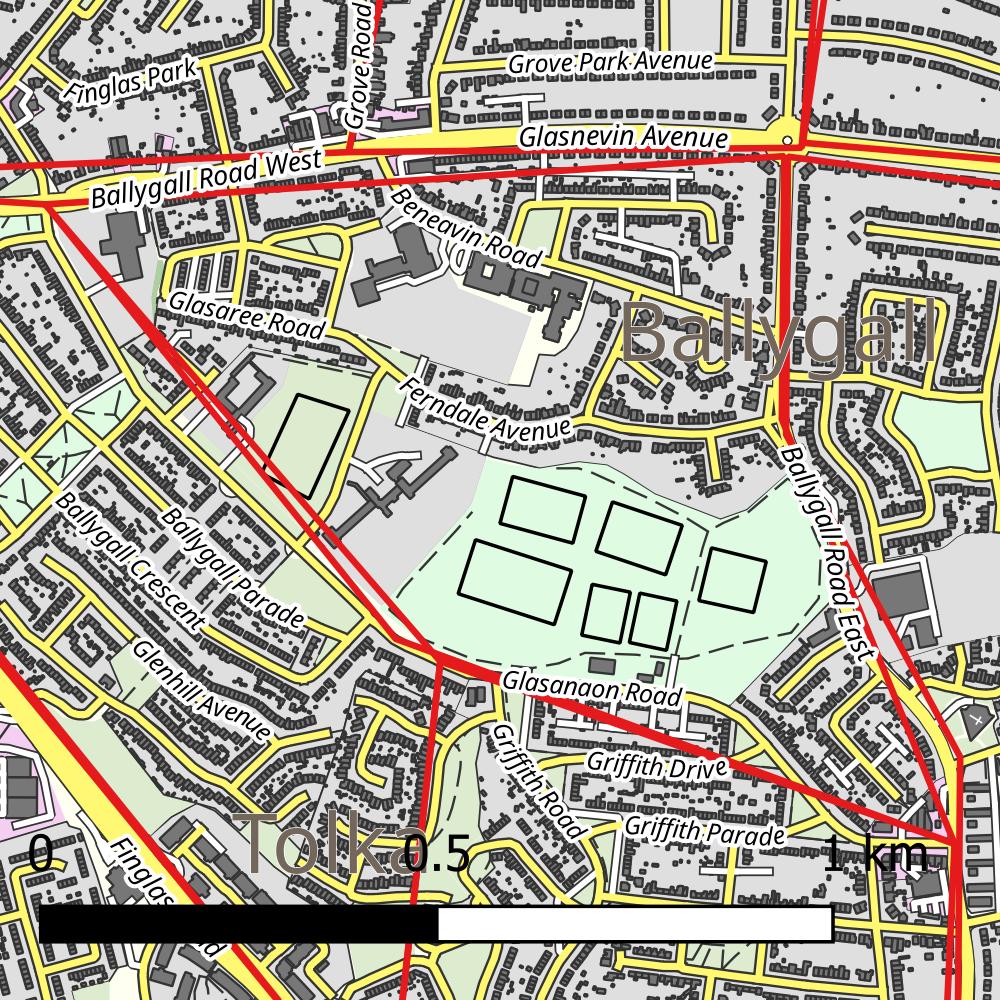 Grove Road
Finglas Park
Grove Park Avenue
Glasnevin Avenue
Ballygall Road West
Beneavin Road
Glasaree Road
Ballygall
Ferndale Avenue
Ballygall Road East
Ballygall Parade
Ballygall Crescent
Glenhill Avenue
Glasanaon Road
Griffith Road
Griffith Drive
Griffith Parade
Tolka
0 0.5 1 km
Finglas